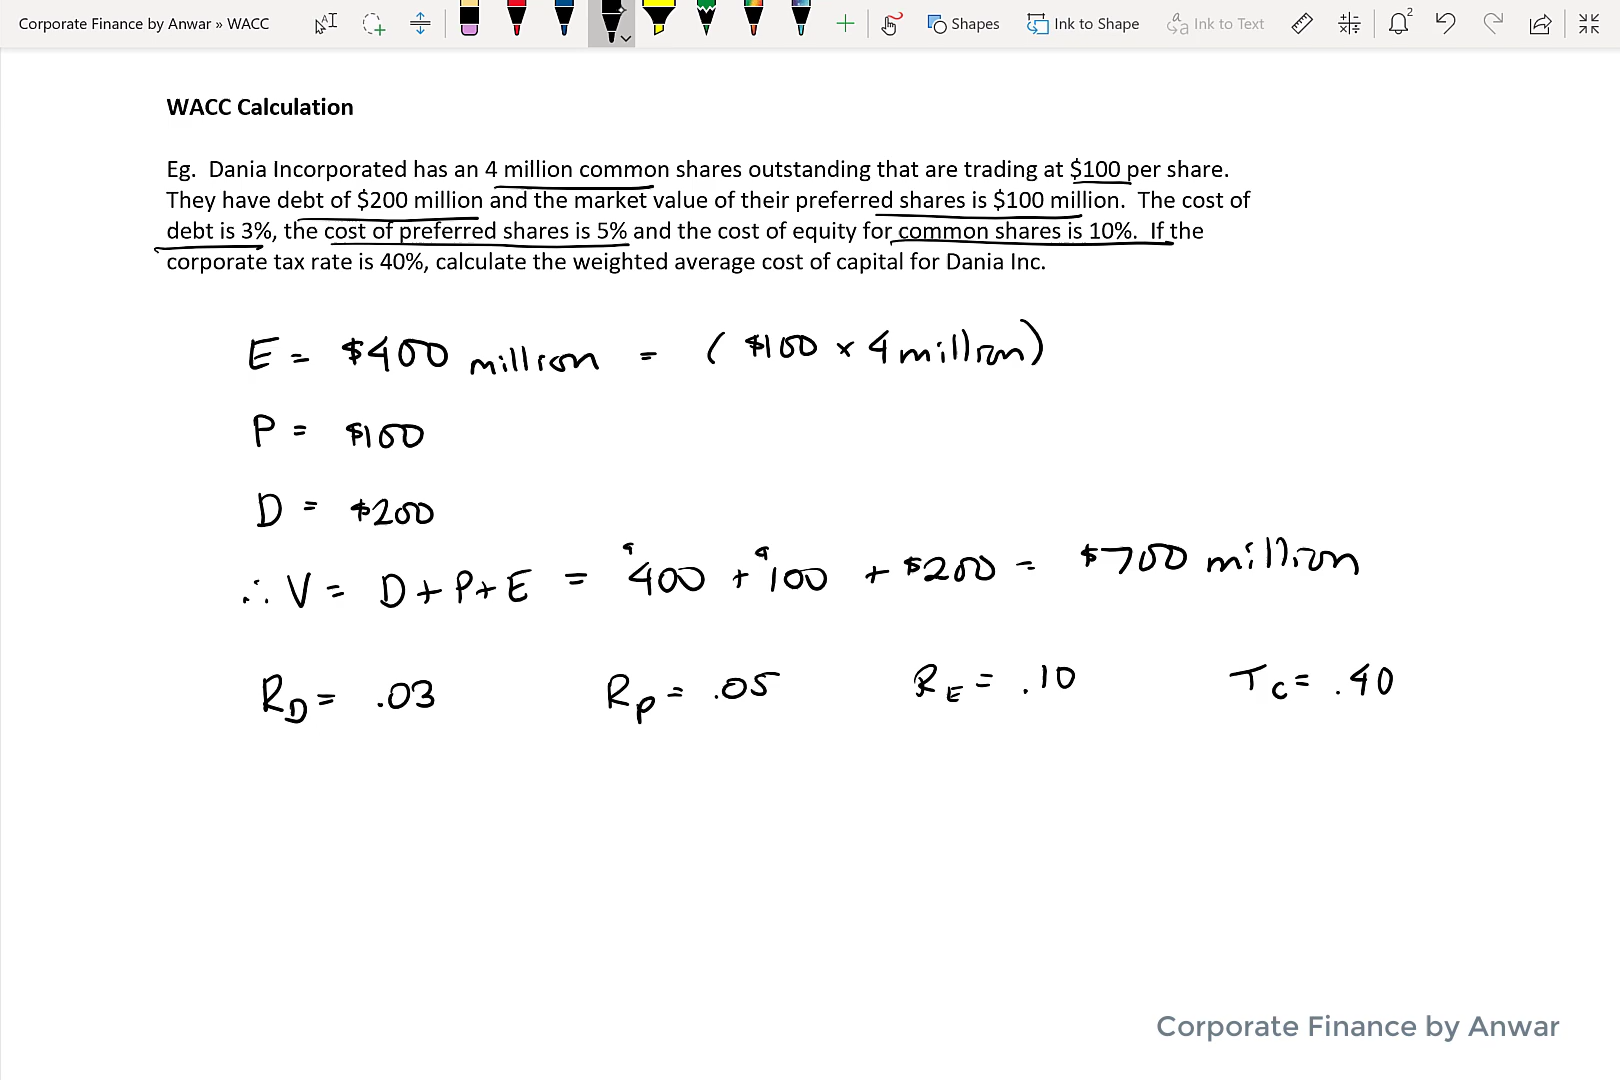 Corporate Finance by Anwar » WACC
Shapes
Ink to Shape
Ink to Text
2
WACC Calculation
Eg. Dania Incorporated has an 4 million common shares outstanding that are trading at $100 per share.
They have debt of $200 million and the market value of their preferred shares is $100 million. The cost of
debt is 3%, the cost of preferred shares is 5% and the cost of equity for common shares is 10%. If the
corporate tax rate is 40%, calculate the weighted average cost of capital for Dania Inc.
E = $400 million = ($100 × 4 million)
P = $100
D = $200
∴ V = D+P+E = $400 + $100 + $200 = $700 million
R_D = .03 R_P = .05 R_E = .10 T_C = .40
Corporate Finance by Anwar